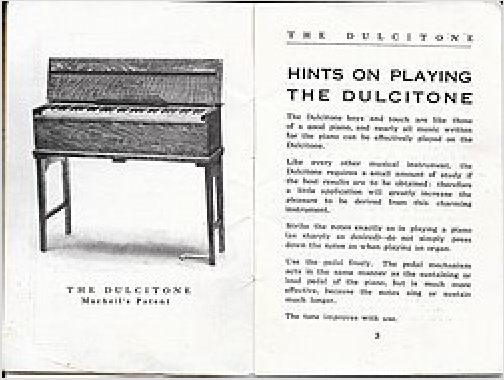 THE DULCITONE
Machell's Patent
THE DULCITONE
HINTS ON PLAYING
THE DULCITONE
The Dulcitone keys and touch are like those
of a good piano, and nearly all music written
for the piano can be effectively played on the
Dulcitone.
Like every other musical instrument, the
Dulcitone requires a small amount of study if
the best results are to be obtained: therefore
a little application will greatly increase the
pleasure to be derived from this charming
instrument.
Strike the notes exactly as in playing a piano
(as sharply as desired)—do not simply press
down the notes as when playing an organ.
Use the pedal freely. The pedal mechanism
acts in the same manner as the sustaining or
loud pedal of the piano, but is much more
effective, because the notes sing or sustain
much longer.
The tone improves with use.
3